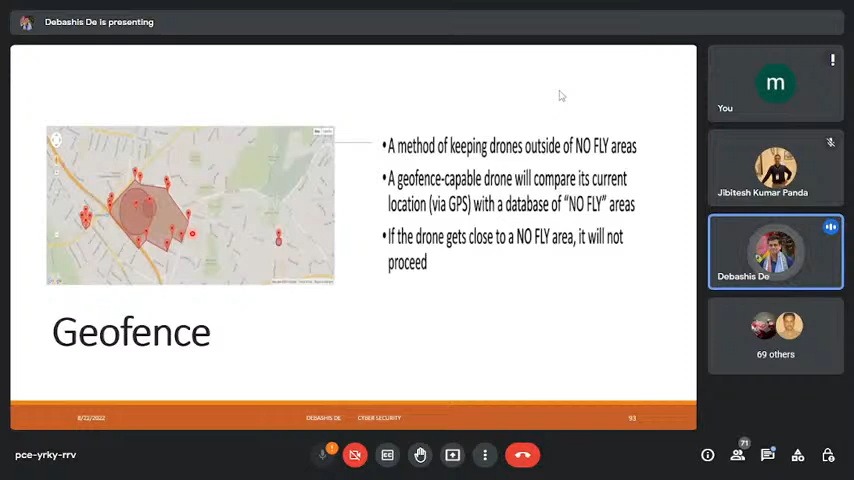 Debashis De is presenting
•A method of keeping drones outside of NO FLY areas
•A geofence-capable drone will compare its current
location (via GPS) with a database of “NO FLY” areas
•If the drone gets close to a NO FLY area, it will not
proceed
Geofence
8/22/2022
DEBASHIS DE
CYBER SECURITY
93
m
You
Jibitesh Kumar Panda
Debashis De
69 others
pce-yrky-rrv
71